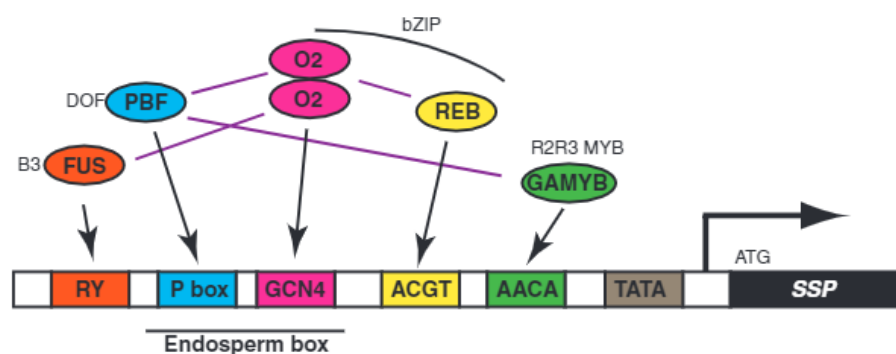 bZIP
O2
O2
DOF PBF
REB
R2R3 MYB
B3 FUS
GAMYB
ATG
RY P box GCN4 ACGT AACA TATA SSP
Endosperm box